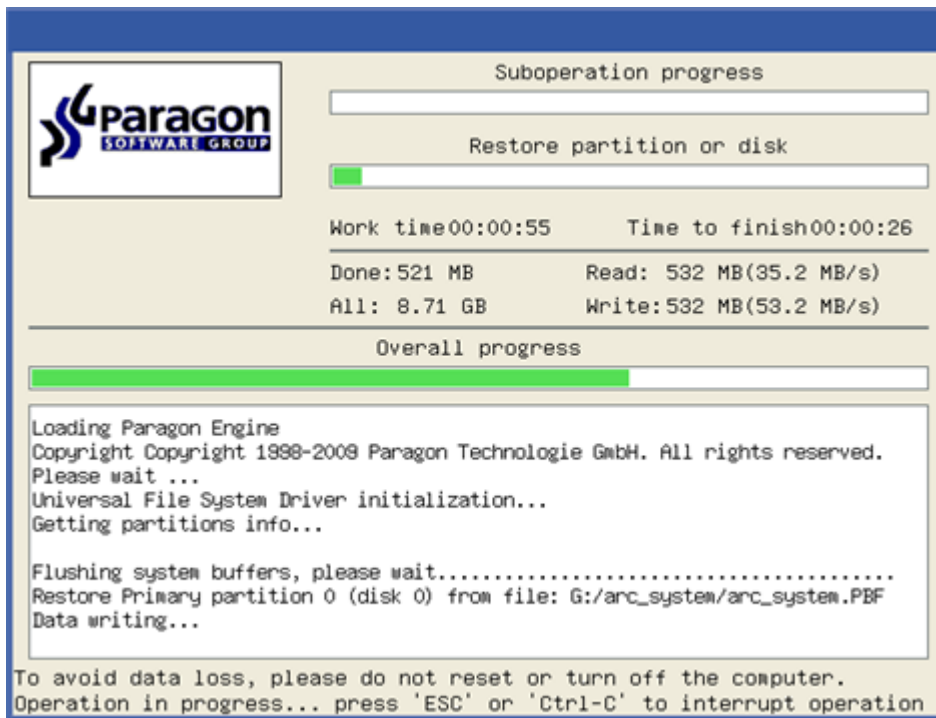 Suboperation progress
Paragon
SOFTWARE GROUP
Restore partition or disk
Work time00:00:55 Time to finish00:00:26
Done:521 MB Read: 532 MB(35.2 MB/s)
All: 8.71 GB Write:532 MB(53.2 MB/s)
Overall progress
Loading Paragon Engine
Copyright Copyright 1998-2009 Paragon Technologie GmbH. All rights reserved.
Please wait ...
Universal File System Driver initialization...
Getting partitions info...
Flushing system buffers, please wait.........................................
Restore Primary partition 0 (disk 0) from file: G:/arc_system/arc_system.PBF
Data writing...
To avoid data loss, please do not reset or turn off the computer.
Operation in progress... press 'ESC' or 'Ctrl-C' to interrupt operation